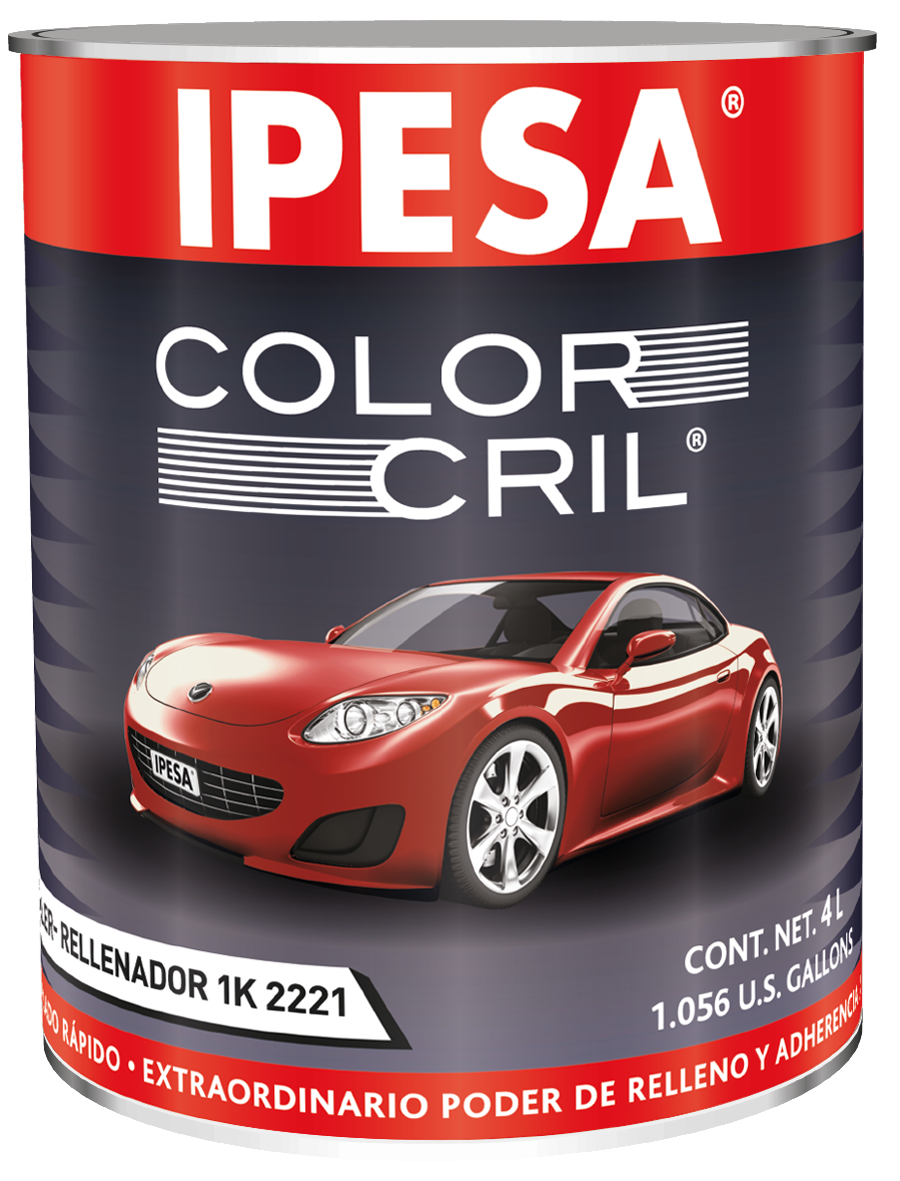 IPESA®
COLOR
CRIL®
IPESA
RELLENADOR 1K 2221
CONT. NET. 4 L
1.056 U.S. GALLONS
RÁPIDO • EXTRAORDINARIO PODER DE RELLENO Y ADHERENCIA